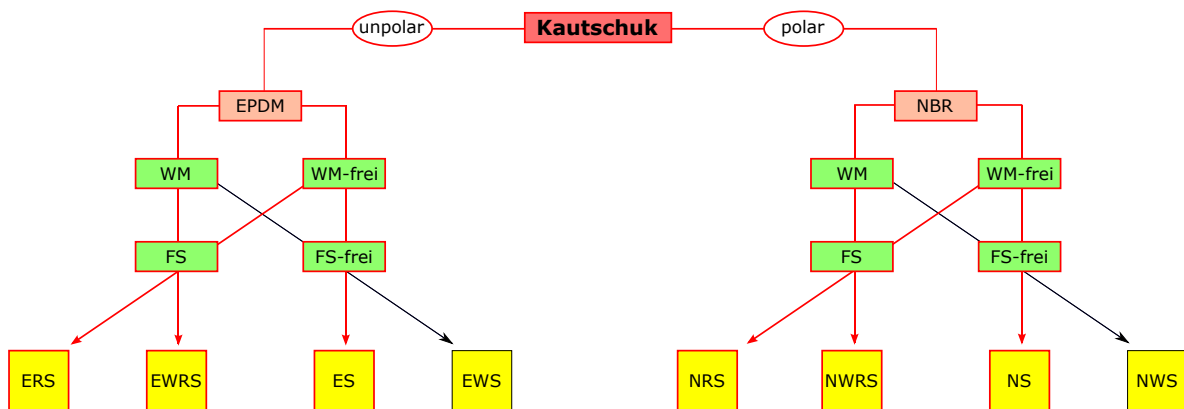 unpolar
Kautschuk
polar
EPDM
NBR
WM
WM-frei
WM
WM-frei
FS
FS-frei
FS
FS-frei
ERS
EWRS
ES
EWS
NRS
NWRS
NS
NWS